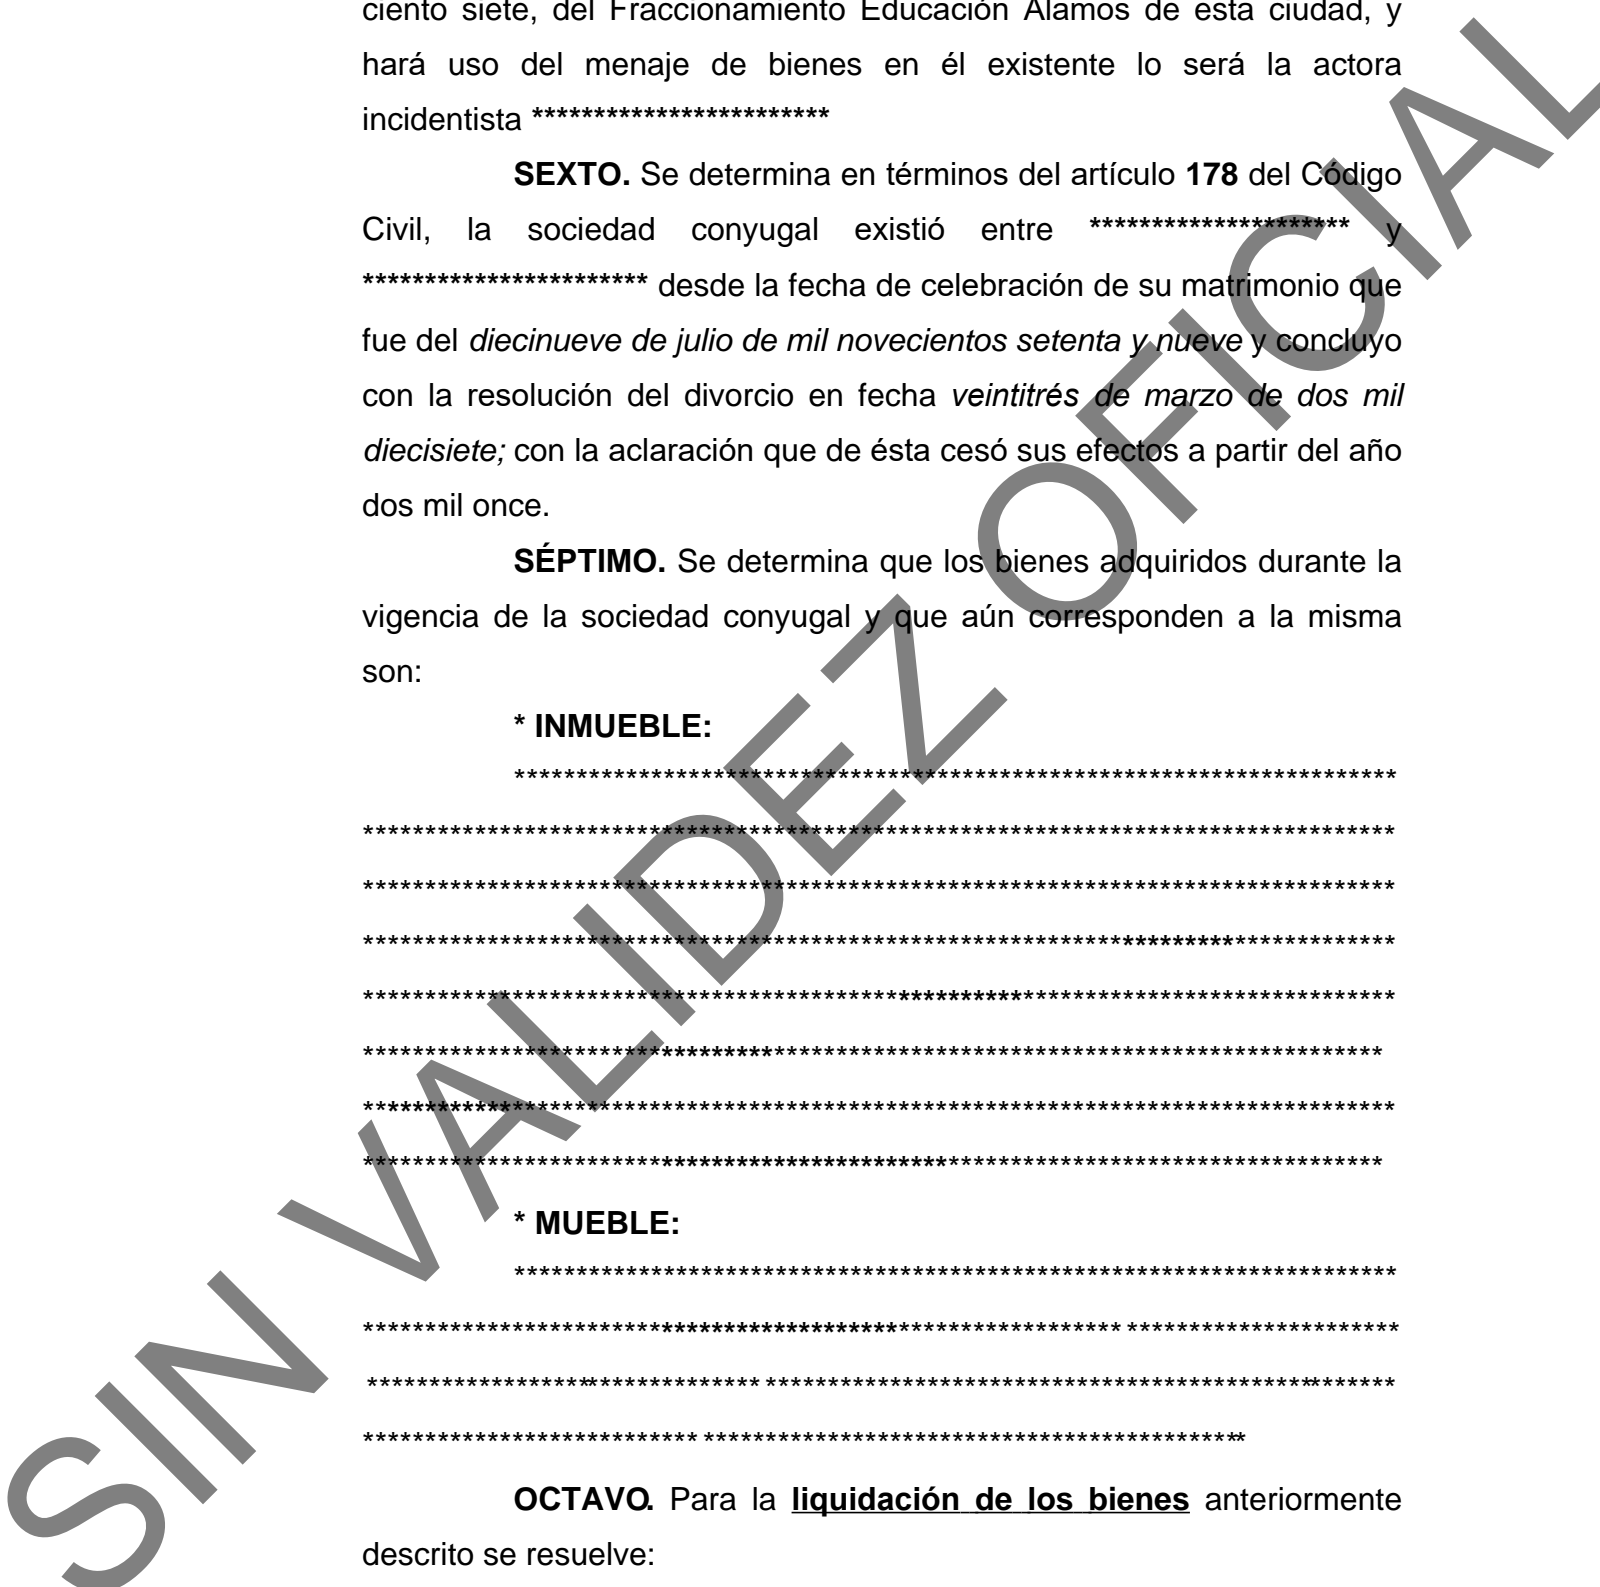 ciento siete, del Fraccionamiento Educación Álamos de esta ciudad, y
hará uso del menaje de bienes en él existente lo será la actora
incidentista ************************
SEXTO. Se determina en términos del artículo 178 del Código
Civil, la sociedad conyugal existió entre ********************* y
*********************** desde la fecha de celebración de su matrimonio que
fue del diecinueve de julio de mil novecientos setenta y nueve y concluyo
con la resolución del divorcio en fecha veintitrés de marzo de dos mil
diecisiete; con la aclaración que de ésta cesó sus efectos a partir del año
dos mil once.
SÉPTIMO. Se determina que los bienes adquiridos durante la
vigencia de la sociedad conyugal y que aún corresponden a la misma
son:
* INMUEBLE:
***********************************************************************
***********************************************************************************
***********************************************************************************
***********************************************************************************
***********************************************************************************
**********************************************************************************
***********************************************************************************
**********************************************************************************
* MUEBLE:
***********************************************************************
************************************************************* **********************
******************************** ***************************************************
*************************** ********************************************
OCTAVO. Para la liquidación de los bienes anteriormente
descrito se resuelve:
SIN VALIDEZ OFICIAL